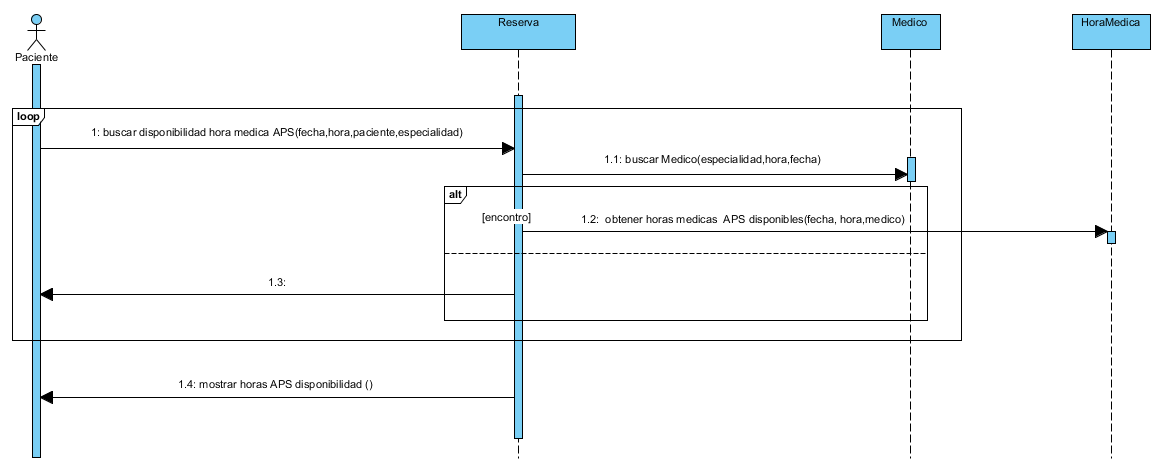 Paciente
Reserva
Medico
HoraMedica
loop
1: buscar disponibilidad hora medica APS(fecha,hora,paciente,especialidad)
1.1: buscar Medico(especialidad,hora,fecha)
alt
[encontro]
1.2:  obtener horas medicas  APS disponibles(fecha, hora,medico)
1.3:
1.4: mostrar horas APS disponibilidad ()